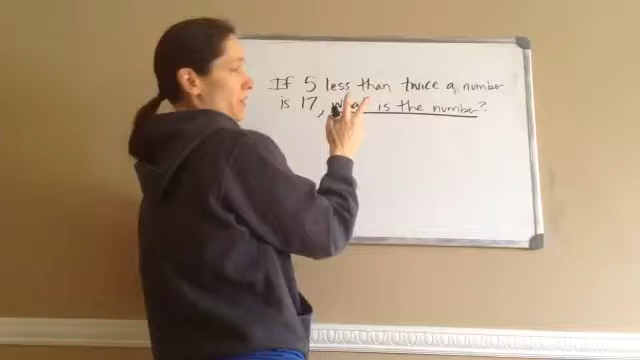 If 5 less than twice a number
is 17, is the number?